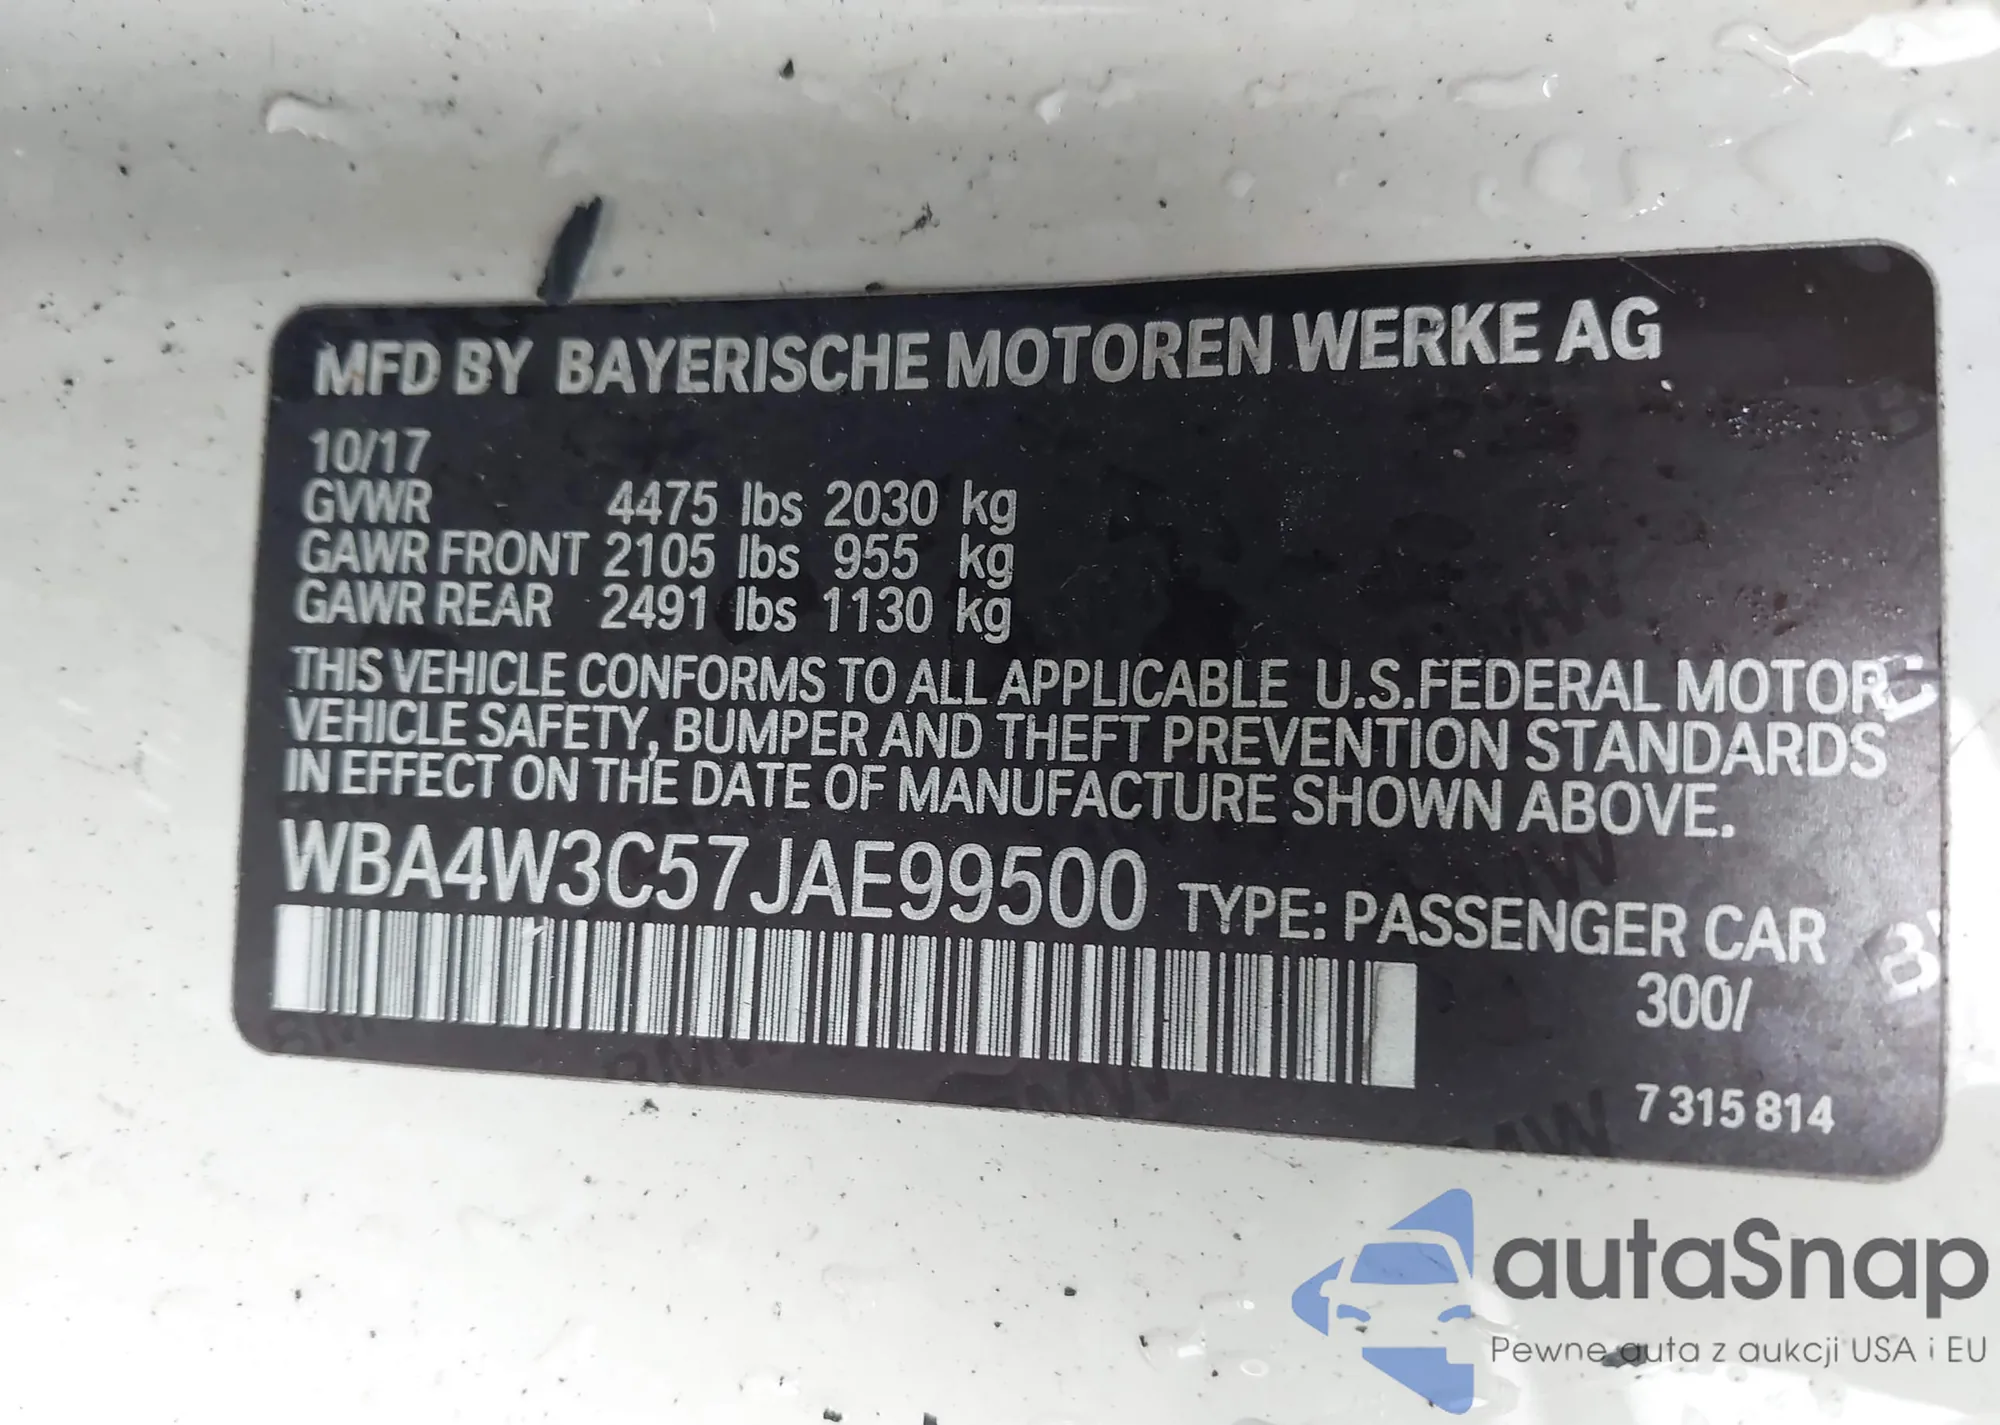 MFD BY BAYERISCHE MOTOREN WERKE AG
10/17
GVWR 4475 lbs 2030 kg
GAWR FRONT 2105 lbs 955 kg
GAWR REAR 2491 lbs 1130 kg
THIS VEHICLE CONFORMS TO ALL APPLICABLE U.S.FEDERAL MOTOR
VEHICLE SAFETY, BUMPER AND THEFT PREVENTION STANDARDS
IN EFFECT ON THE DATE OF MANUFACTURE SHOWN ABOVE.
WBA4W3C57JAE99500 TYPE: PASSENGER CAR
300/
7 315 814
autaSnap
Pewne auta z aukcji USA i EU